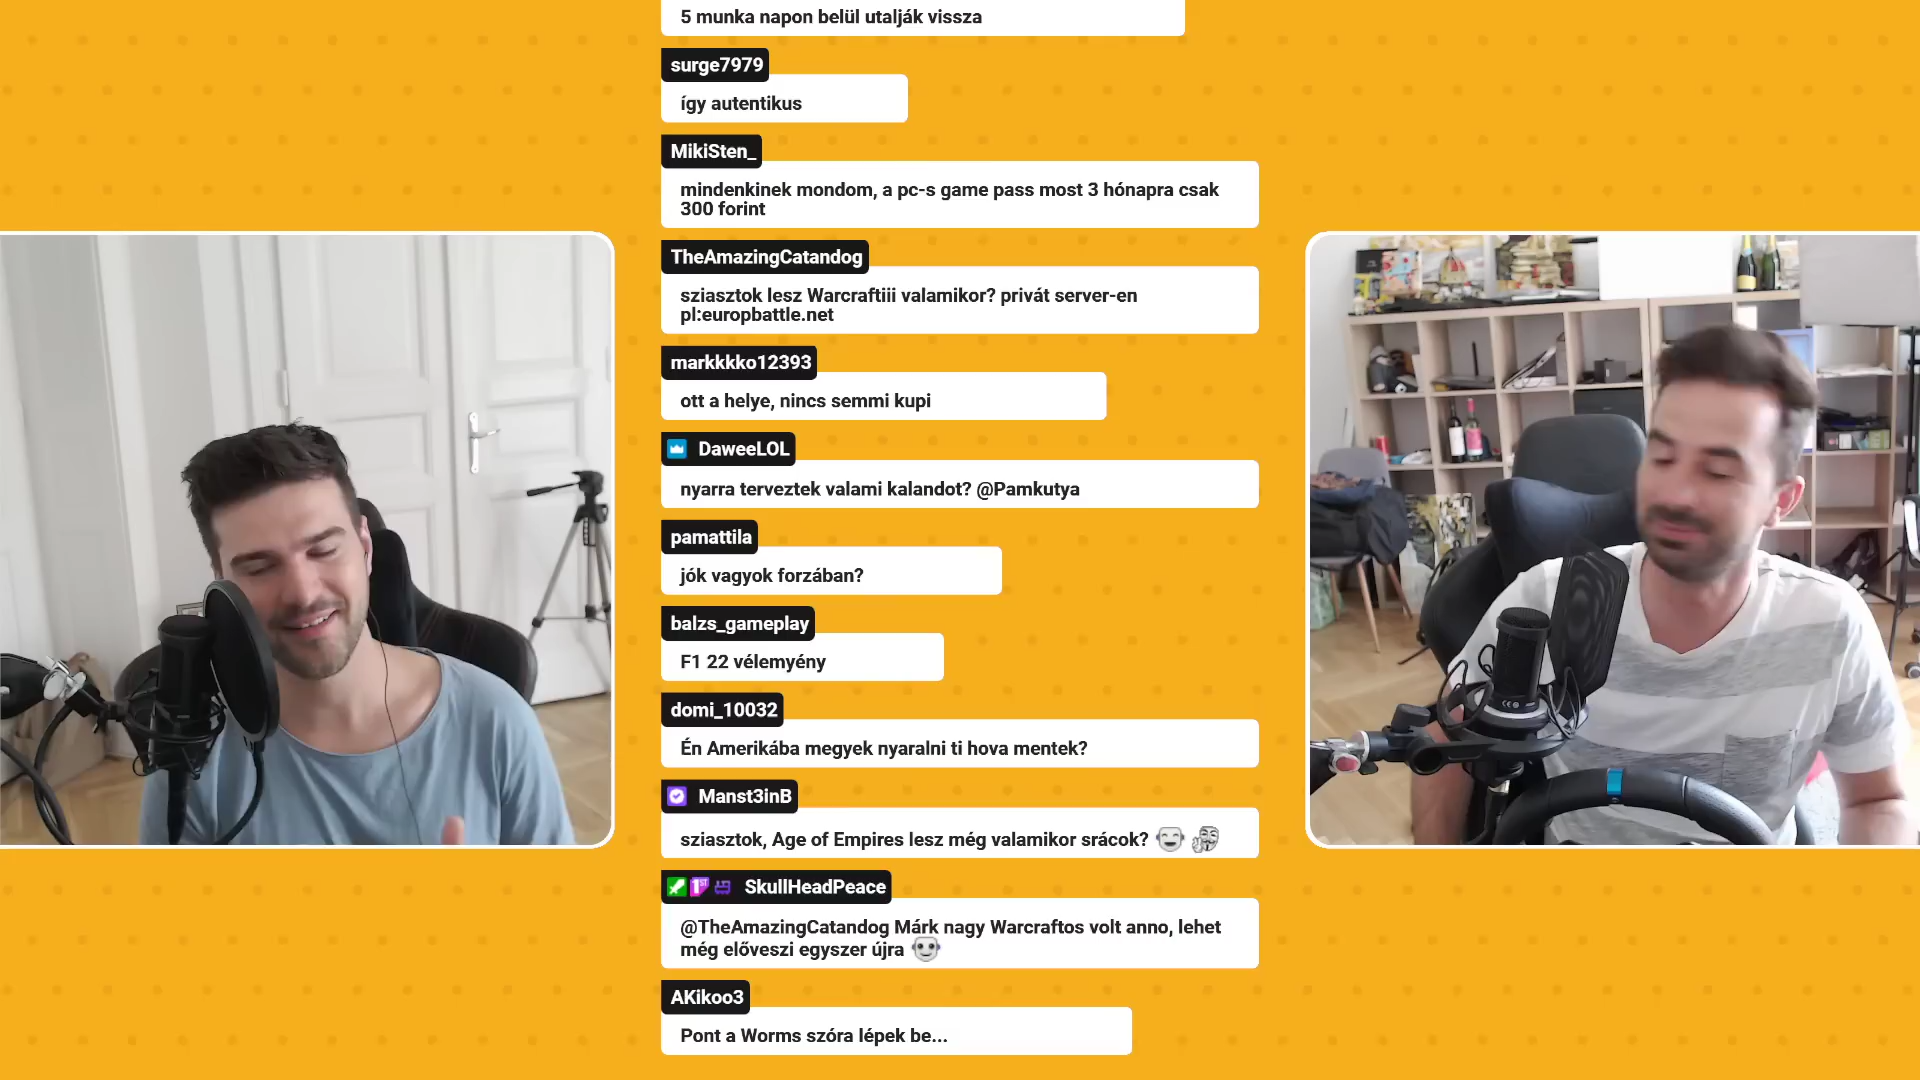 5 munka napon belül utalják vissza
surge7979
így autentikus
MikiSten_
mindenkinek mondom, a pc-s game pass most 3 hónapra csak
300 forint
TheAmazingCatandog
sziasztok lesz Warcraftiii valamikor? privát server-en
pl:europbattle.net
markkkko12393
ott a helye, nincs semmi kupi
DaweeLOL
nyarra terveztek valami kalandot? @Pamkutya
pamattila
jók vagyok forzában?
balzs_gameplay
F1 22 vélemyény
domi_10032
Én Amerikába megyek nyaralni ti hova mentek?
Manst3inB
sziasztok, Age of Empires lesz még valamikor srácok?
1ST SkullHeadPeace
@TheAmazingCatandog Márk nagy Warcraftos volt anno, lehet
még előveszi egyszer újra
AKikoo3
Pont a Worms szóra lépek be...